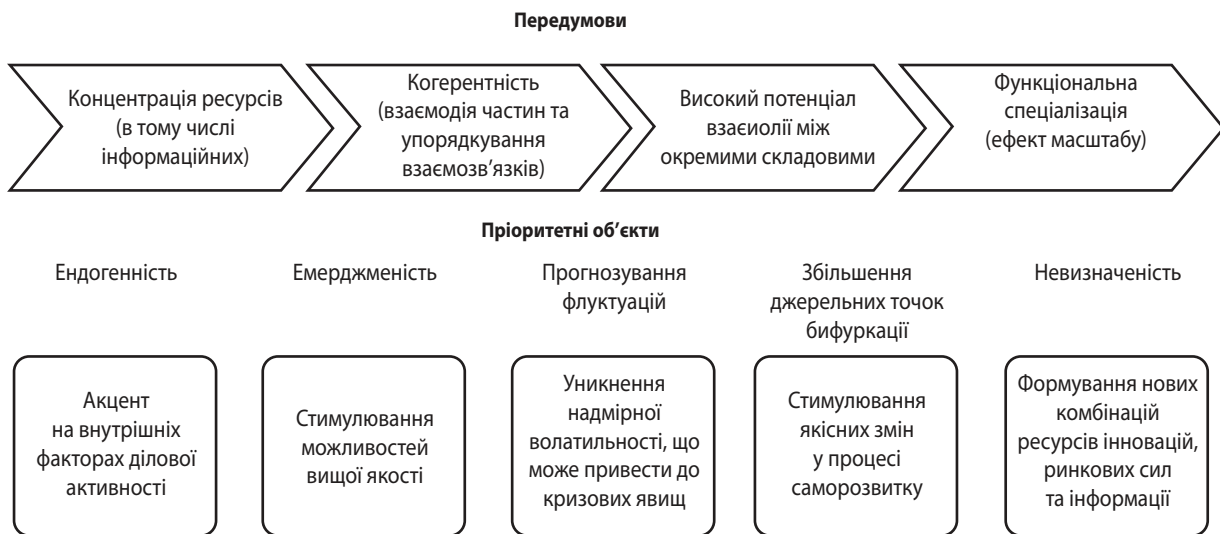 Передумови
Концентрація ресурсів
(в тому числі
інформаційних)
Когерентність
(взаємодія частин та
упорядкування
взаємозв'язків)
Високий потенціал
взаєиолії між
окремими складовими
Функціональна
спеціалізація
(ефект масштабу)
Пріоритетні об’єкти
Ендогенність
Емерджменість
Прогнозування
флуктуацій
Збільшення
джерельних точок
бифуркації
Невизначеність
Акцент
на внутрішніх
факторах ділової
активності
Стимулювання
можливостей
вищої якості
Уникнення
надмірної
волатильності, що
може привести до
кризових явищ
Стимулювання
якісних змін
у процесі
саморозвитку
Формування нових
комбінацій
ресурсів інновацій,
ринкових сил
та інформації